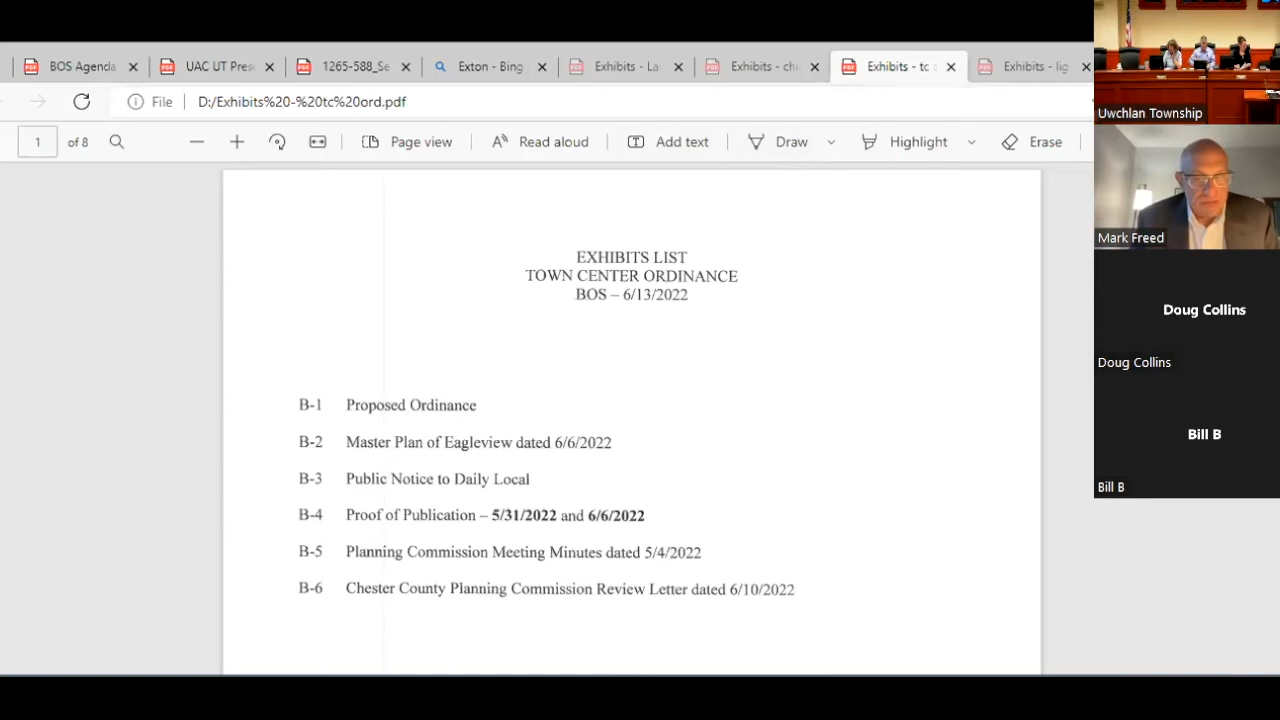 BOS Agenda
UAC UT Pres
1265-588_Se
Exton - Bing
Exhibits - La
Exhibits - chi
Exhibits - tc o
Exhibits - lig
File
D:/Exhibits%20-%20tc%20ord.pdf
1 of 8
Page view
Read aloud
Add text
Draw
Highlight
Erase
EXHIBITS LIST
TOWN CENTER ORDINANCE
BOS – 6/13/2022
B-1 Proposed Ordinance
B-2 Master Plan of Eagleview dated 6/6/2022
B-3 Public Notice to Daily Local
B-4 Proof of Publication – 5/31/2022 and 6/6/2022
B-5 Planning Commission Meeting Minutes dated 5/4/2022
B-6 Chester County Planning Commission Review Letter dated 6/10/2022
Uwchlan Township
Mark Freed
Doug Collins
Doug Collins
Bill B
Bill B